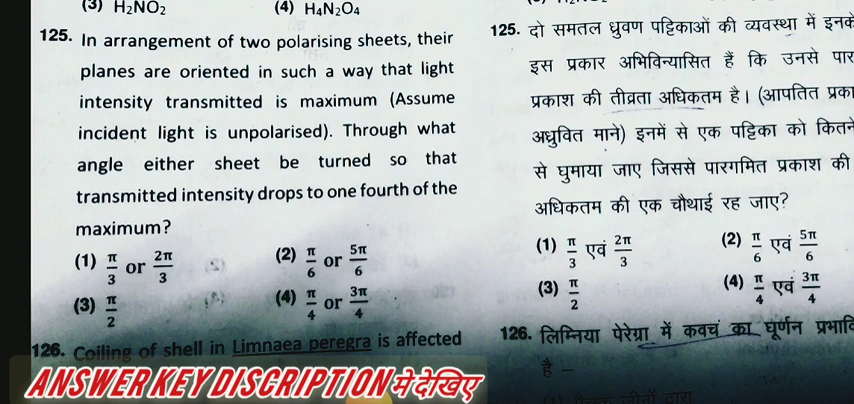 (3) H₂NO₂ (4) H₄N₂O₄
125. In arrangement of two polarising sheets, their
planes are oriented in such a way that light
intensity transmitted is maximum (Assume
incident light is unpolarised). Through what
angle either sheet be turned so that
transmitted intensity drops to one fourth of the
maximum?
(1) π/3 or 2π/3 (2) π/6 or 5π/6
(3) π/2 (4) π/4 or 3π/4
126. Coiling of shell in Limnaea peregra is affected
125. दो समतल ध्रुवण पट्टिकाओं की व्यवस्था में इनके
इस प्रकार अभिविन्यासित हैं कि उनसे पार
प्रकाश की तीव्रता अधिकतम है। (आपतित प्रका
अध्रुवित माने) इनमें से एक पट्टिका को कितने
से घुमाया जाए जिससे पारगमित प्रकाश की
अधिकतम की एक चौथाई रह जाए?
(1) π/3 एवं 2π/3 (2) π/6 एवं 5π/6
(3) π/2 (4) π/4 एवं 3π/4
126. लिम्निया पेरेग्रा में कवचं का घूर्णन प्रभावि
है –
ANSWER KEY DISCRIPTION मे देखिए